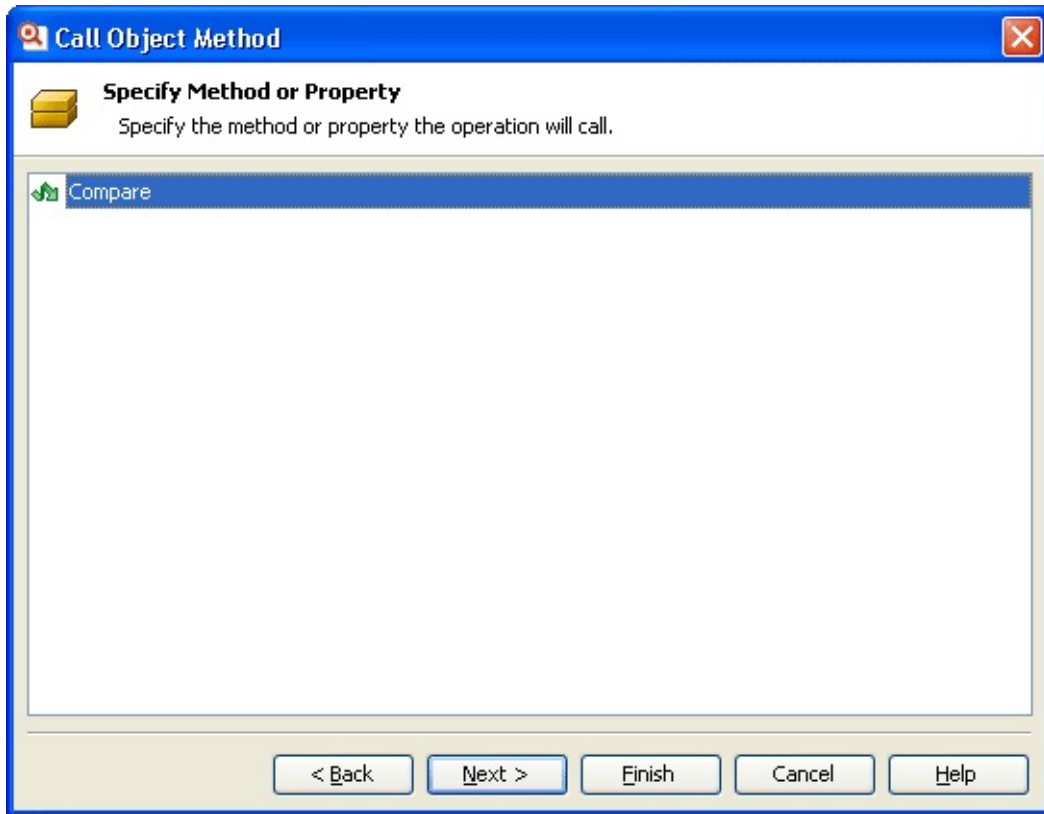 Call Object Method
Specify Method or Property
Specify the method or property the operation will call.
Compare
< Back Next > Finish Cancel Help